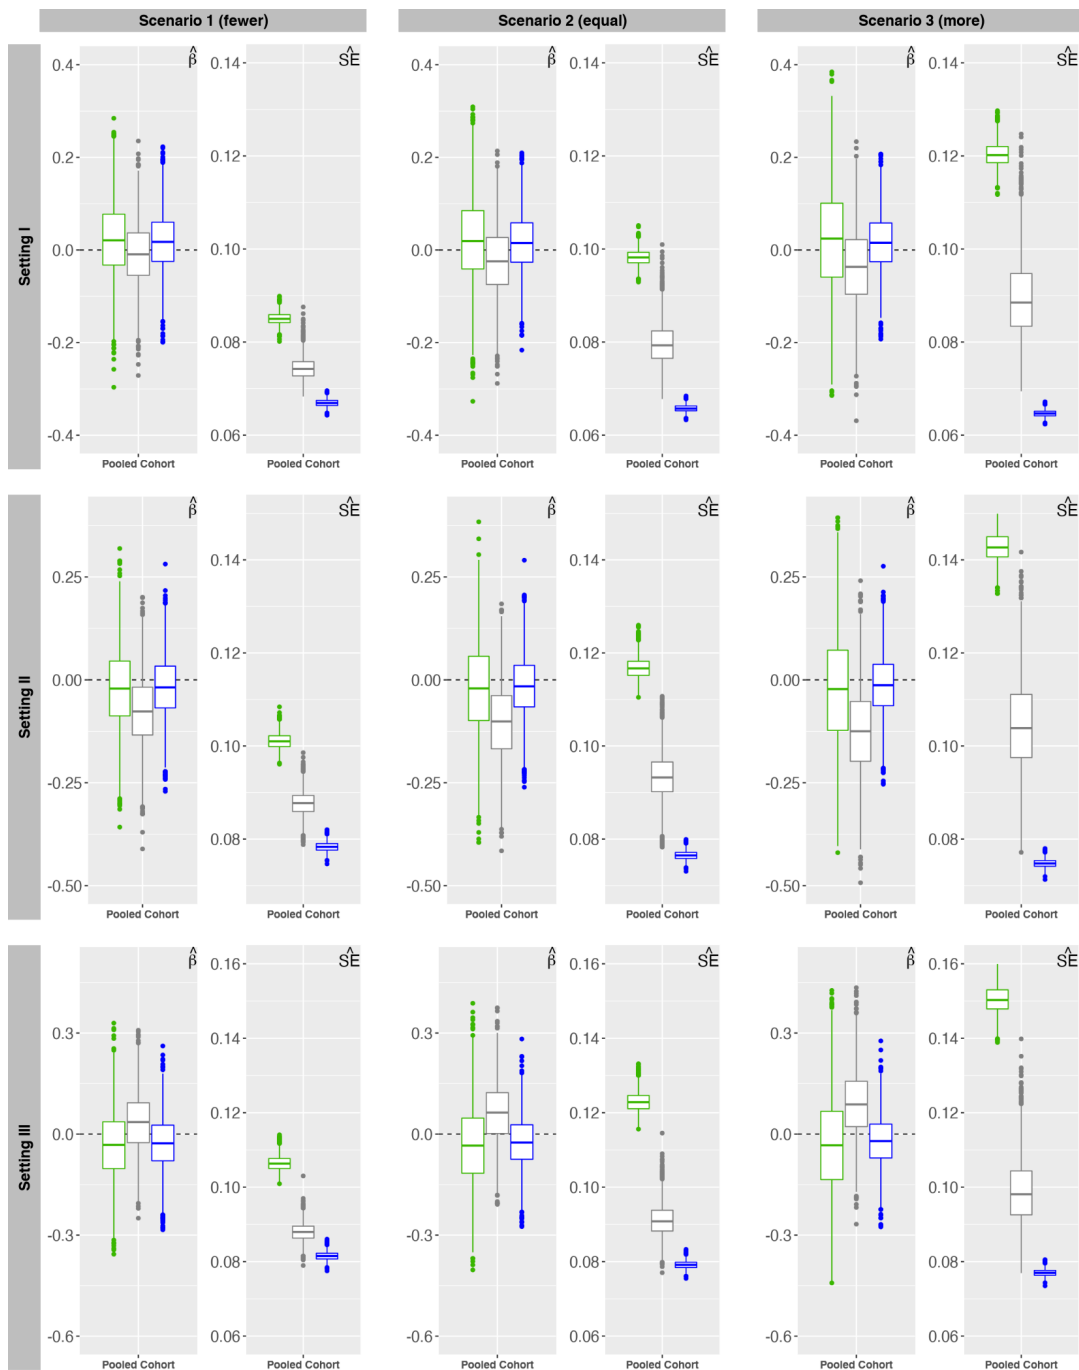 Scenario 1 (fewer) Scenario 2 (equal) Scenario 3 (more)
Setting I
0.4 0.2 0.0 -0.2 -0.4
β̂
Pooled Cohort
0.14 0.12 0.10 0.08 0.06
SÊ
Pooled Cohort
0.4 0.2 0.0 -0.2 -0.4
β̂
Pooled Cohort
0.14 0.12 0.10 0.08 0.06
SÊ
Pooled Cohort
0.4 0.2 0.0 -0.2 -0.4
β̂
Pooled Cohort
0.14 0.12 0.10 0.08 0.06
SÊ
Pooled Cohort
Setting II
0.25 0.00 -0.25 -0.50
β̂
Pooled Cohort
0.14 0.12 0.10 0.08
SÊ
Pooled Cohort
0.25 0.00 -0.25 -0.50
β̂
Pooled Cohort
0.14 0.12 0.10 0.08
SÊ
Pooled Cohort
0.25 0.00 -0.25 -0.50
β̂
Pooled Cohort
0.14 0.12 0.10 0.08
SÊ
Pooled Cohort
Setting III
0.3 0.0 -0.3 -0.6
β̂
Pooled Cohort
0.16 0.14 0.12 0.10 0.08 0.06
SÊ
Pooled Cohort
0.3 0.0 -0.3 -0.6
β̂
Pooled Cohort
0.16 0.14 0.12 0.10 0.08 0.06
SÊ
Pooled Cohort
0.3 0.0 -0.3 -0.6
β̂
Pooled Cohort
0.16 0.14 0.12 0.10 0.08 0.06
SÊ
Pooled Cohort